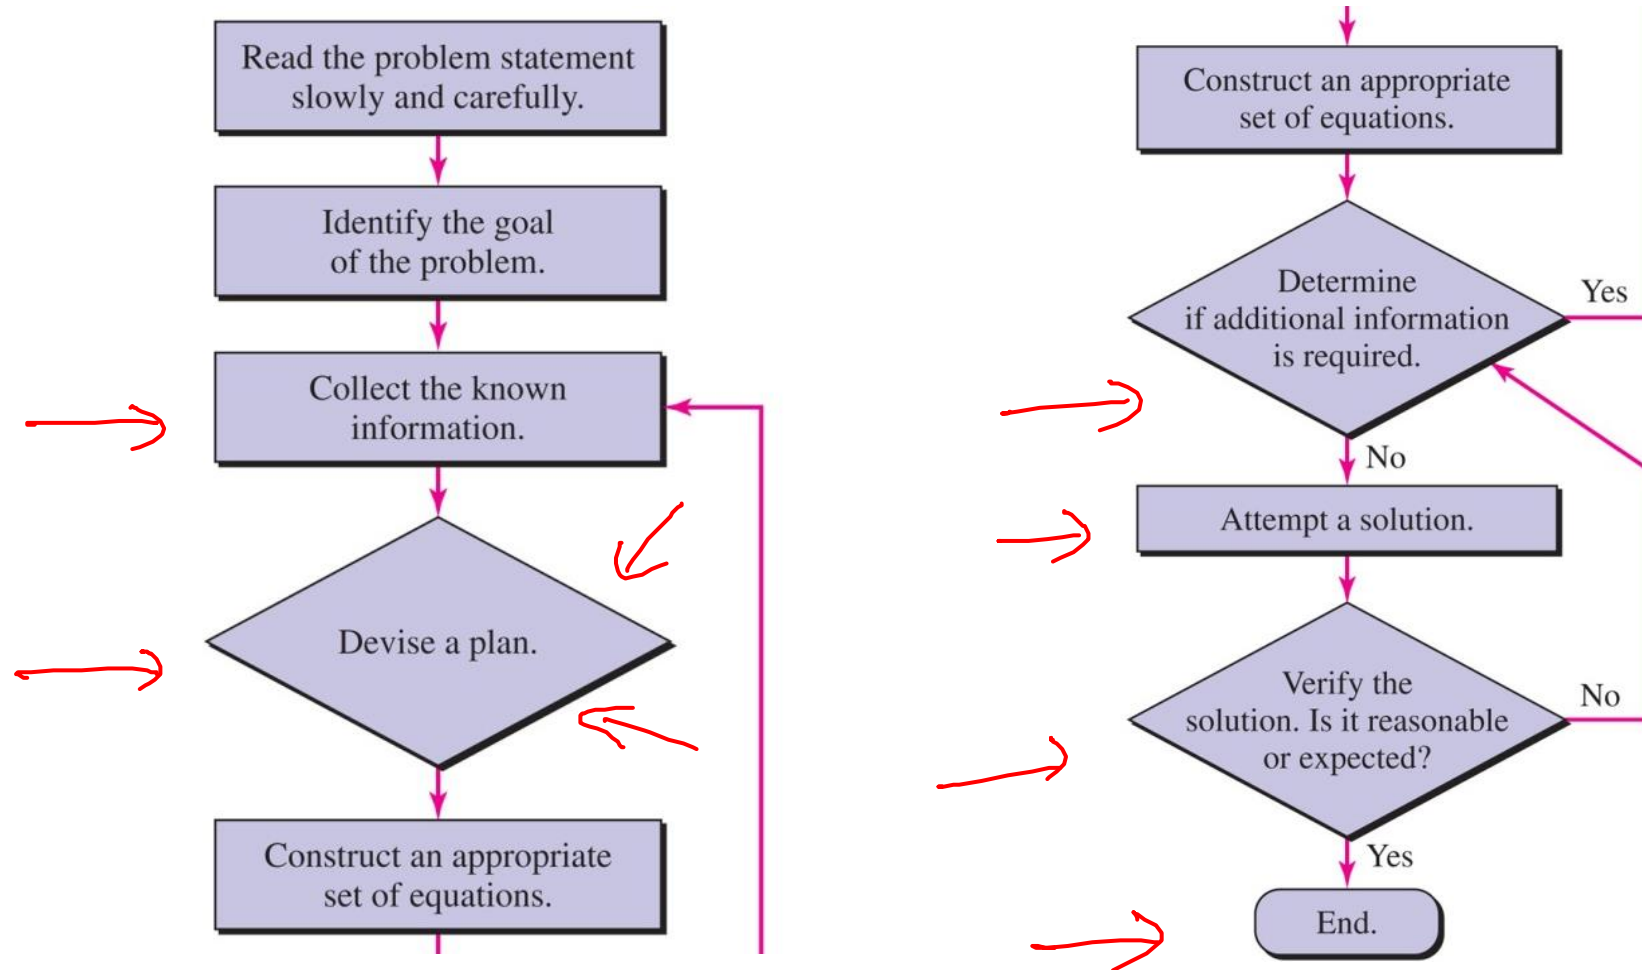 Read the problem statement
slowly and carefully.
Identify the goal
of the problem.
Collect the known
information.
Devise a plan.
Construct an appropriate
set of equations.
Construct an appropriate
set of equations.
Determine
if additional information
is required.
Yes
No
Attempt a solution.
Verify the
solution. Is it reasonable
or expected?
No
Yes
End.